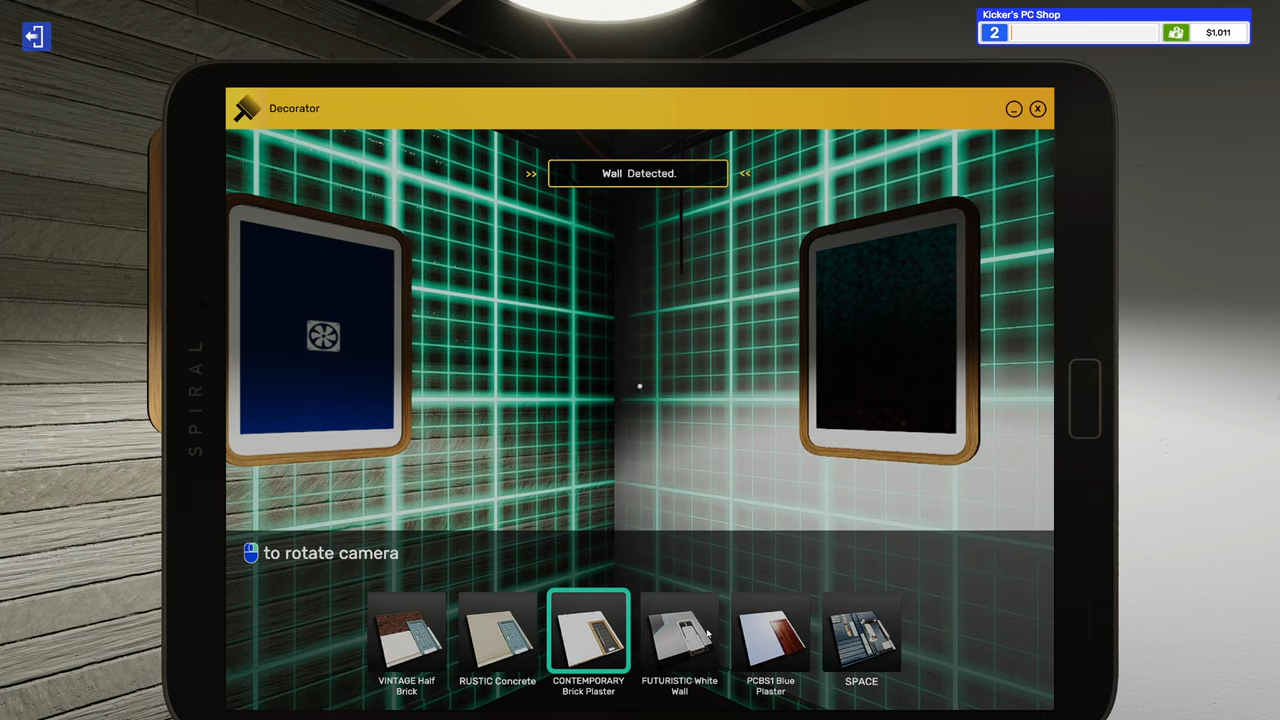 Kicker's PC Shop
2
$1,011
Decorator
>> Wall Detected. <<
SPIRAL
to rotate camera
VINTAGE Half
Brick
RUSTIC Concrete
CONTEMPORARY
Brick Plaster
FUTURISTIC White
Wall
PCBS1 Blue
Plaster
SPACE